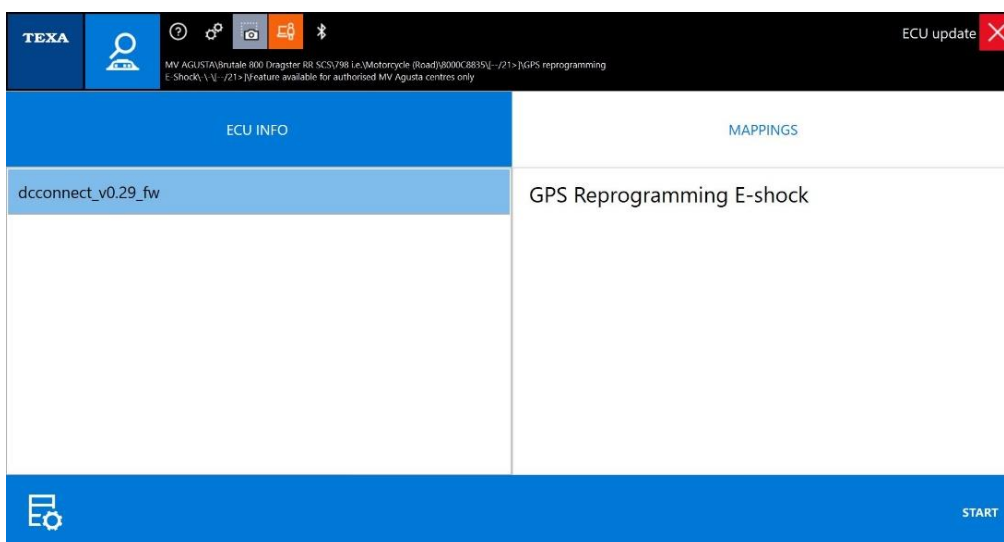 TEXA
ECU update
MV AGUSTA\Brutale 800 Dragster RR SCS\798 i.e.\Motorcycle (Road)\8000C8835\[--/21>]\GPS reprogramming
E-Shock\-\-\[--/21>]\Feature available for authorised MV Agusta centres only
ECU INFO
MAPPINGS
dcconnect_v0.29_fw
GPS Reprogramming E-shock
START